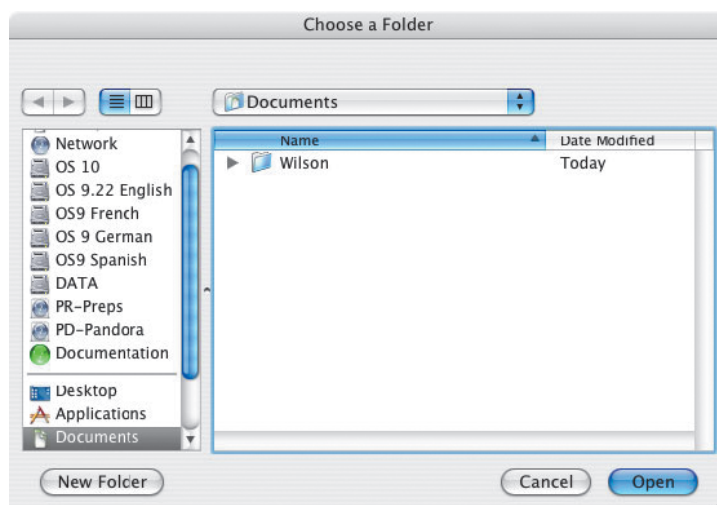 Choose a Folder
Documents
Network
OS 10
OS 9.22 English
OS9 French
OS 9 German
OS9 Spanish
DATA
PR-Preps
PD-Pandora
Documentation
Desktop
Applications
Documents
Name Date Modified
Wilson Today
New Folder Cancel Open